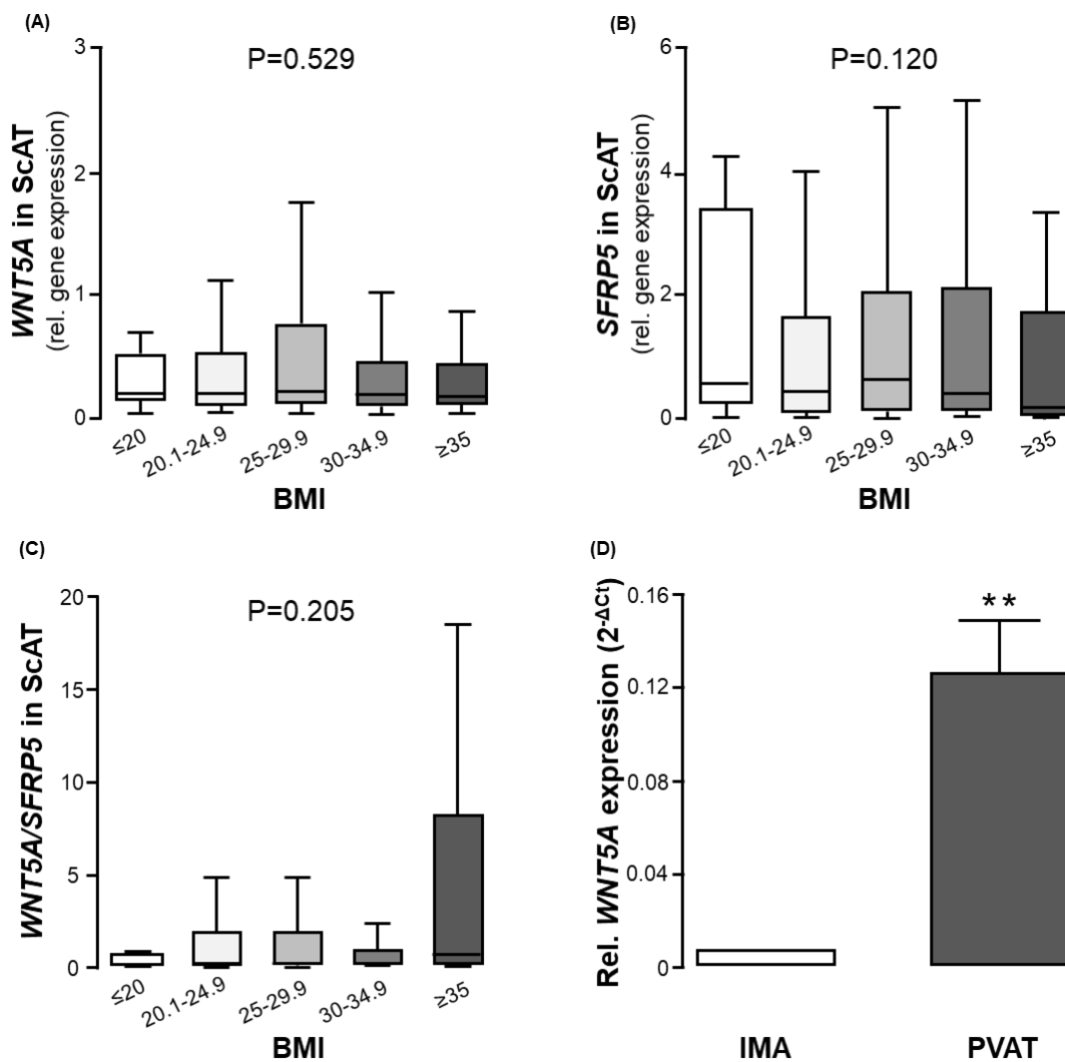 (A)
P=0.529
WNT5A in ScAT
(rel. gene expression)
3
2
1
0
≤20
20.1-24.9
25-29.9
30-34.9
≥35
BMI
(B)
P=0.120
SFRP5 in ScAT
(rel. gene expression)
6
4
2
0
≤20
20.1-24.9
25-29.9
30-34.9
≥35
BMI
(C)
P=0.205
WNT5A/SFRP5 in ScAT
20
15
10
5
0
≤20
20.1-24.9
25-29.9
30-34.9
≥35
BMI
(D)
Rel. WNT5A expression (2-ΔCt)
0.16
0.12
0.08
0.04
0
**
IMA
PVAT